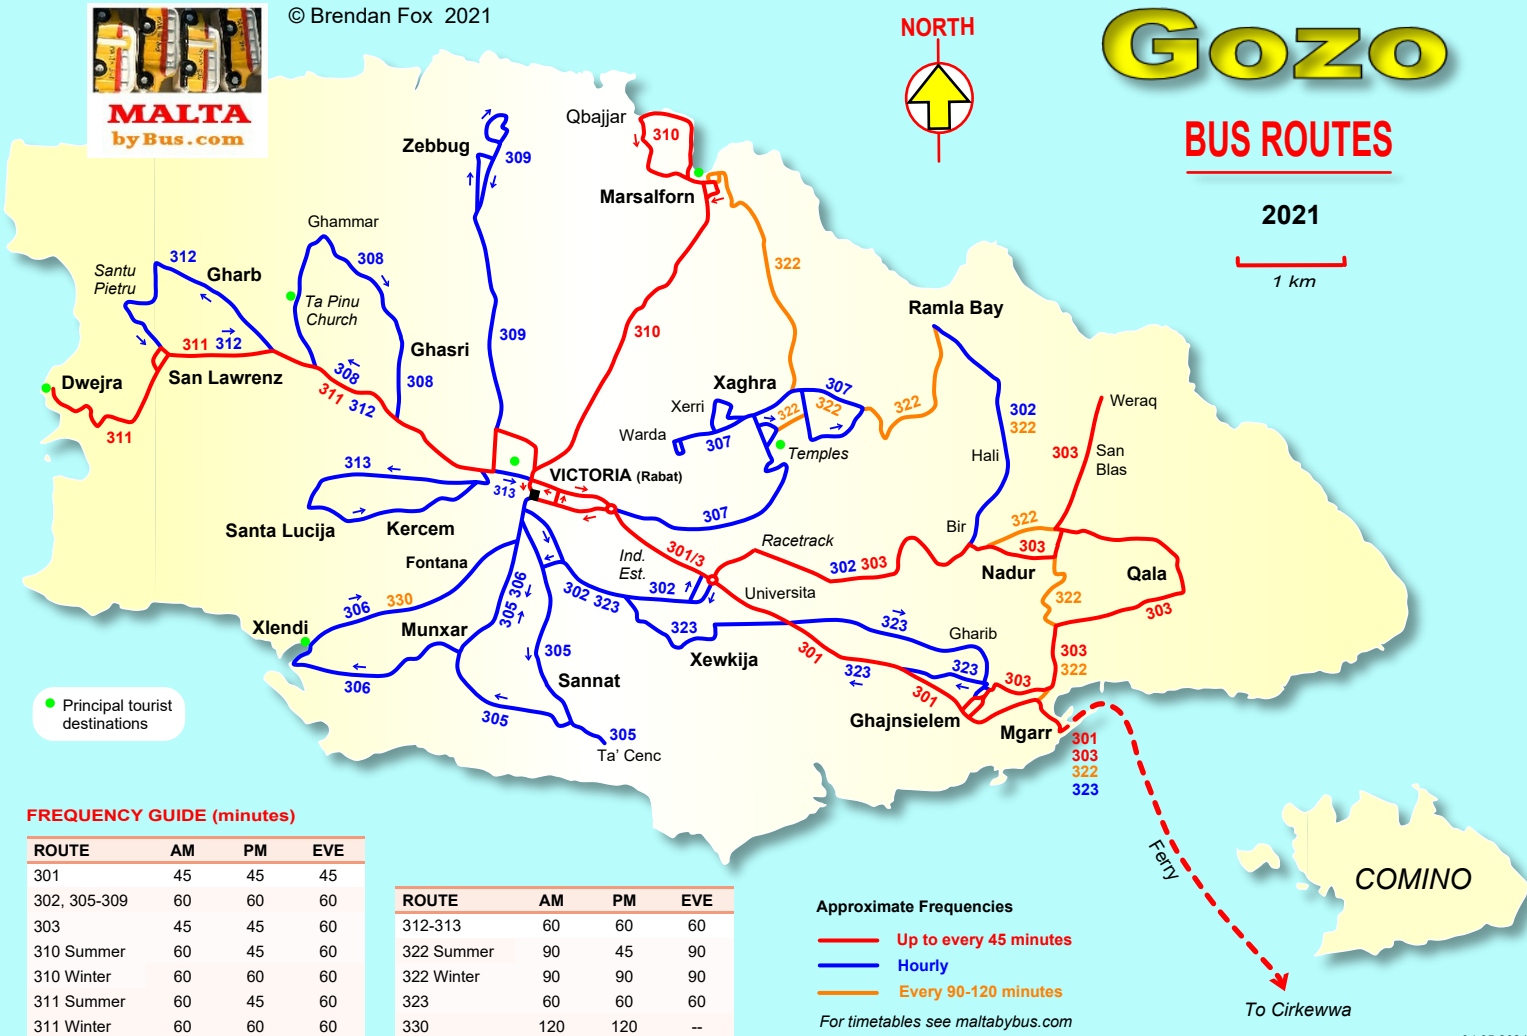 © Brendan Fox 2021
MALTA
byBus.com
NORTH
Gozo
BUS ROUTES
2021
1 km
Qbajjar
310
Zebbug
309
Marsalforn
Ghammar
312
Gharb
308
Santu
Pietru
Ta Pinu
Church
322
Ramla Bay
309
310
Ghasri
311 312
308
308
311 312
San Lawrenz
Dwejra
311
Xaghra
307
Xerri
322
322
322
Warda
307
Temples
302
322
Weraq
303
San
Blas
Hali
313
VICTORIA (Rabat)
313
307
Santa Lucija
Kercem
Bir
322
Racetrack
301/3
Ind.
Est.
302 303
303
Nadur
Qala
Fontana
302
302 323
Universita
322
303
306
330
305 306
Xlendi
Munxar
323
323
Gharib
Xewkija
301
323
323
303
322
306
305
Sannat
301
303
305
Ghajnsielem
Mgarr
305
Ta' Cenc
301
303
322
323
Principal tourist
destinations
Ferry
COMINO
To Cirkewwa
FREQUENCY GUIDE (minutes)
ROUTE AM PM EVE
301 45 45 45
302, 305-309 60 60 60
303 45 45 60
310 Summer 60 45 60
310 Winter 60 60 60
311 Summer 60 45 60
311 Winter 60 60 60
ROUTE AM PM EVE
312-313 60 60 60
322 Summer 90 45 90
322 Winter 90 90 90
323 60 60 60
330 120 120 --
Approximate Frequencies
Up to every 45 minutes
Hourly
Every 90-120 minutes
For timetables see maltabybus.com